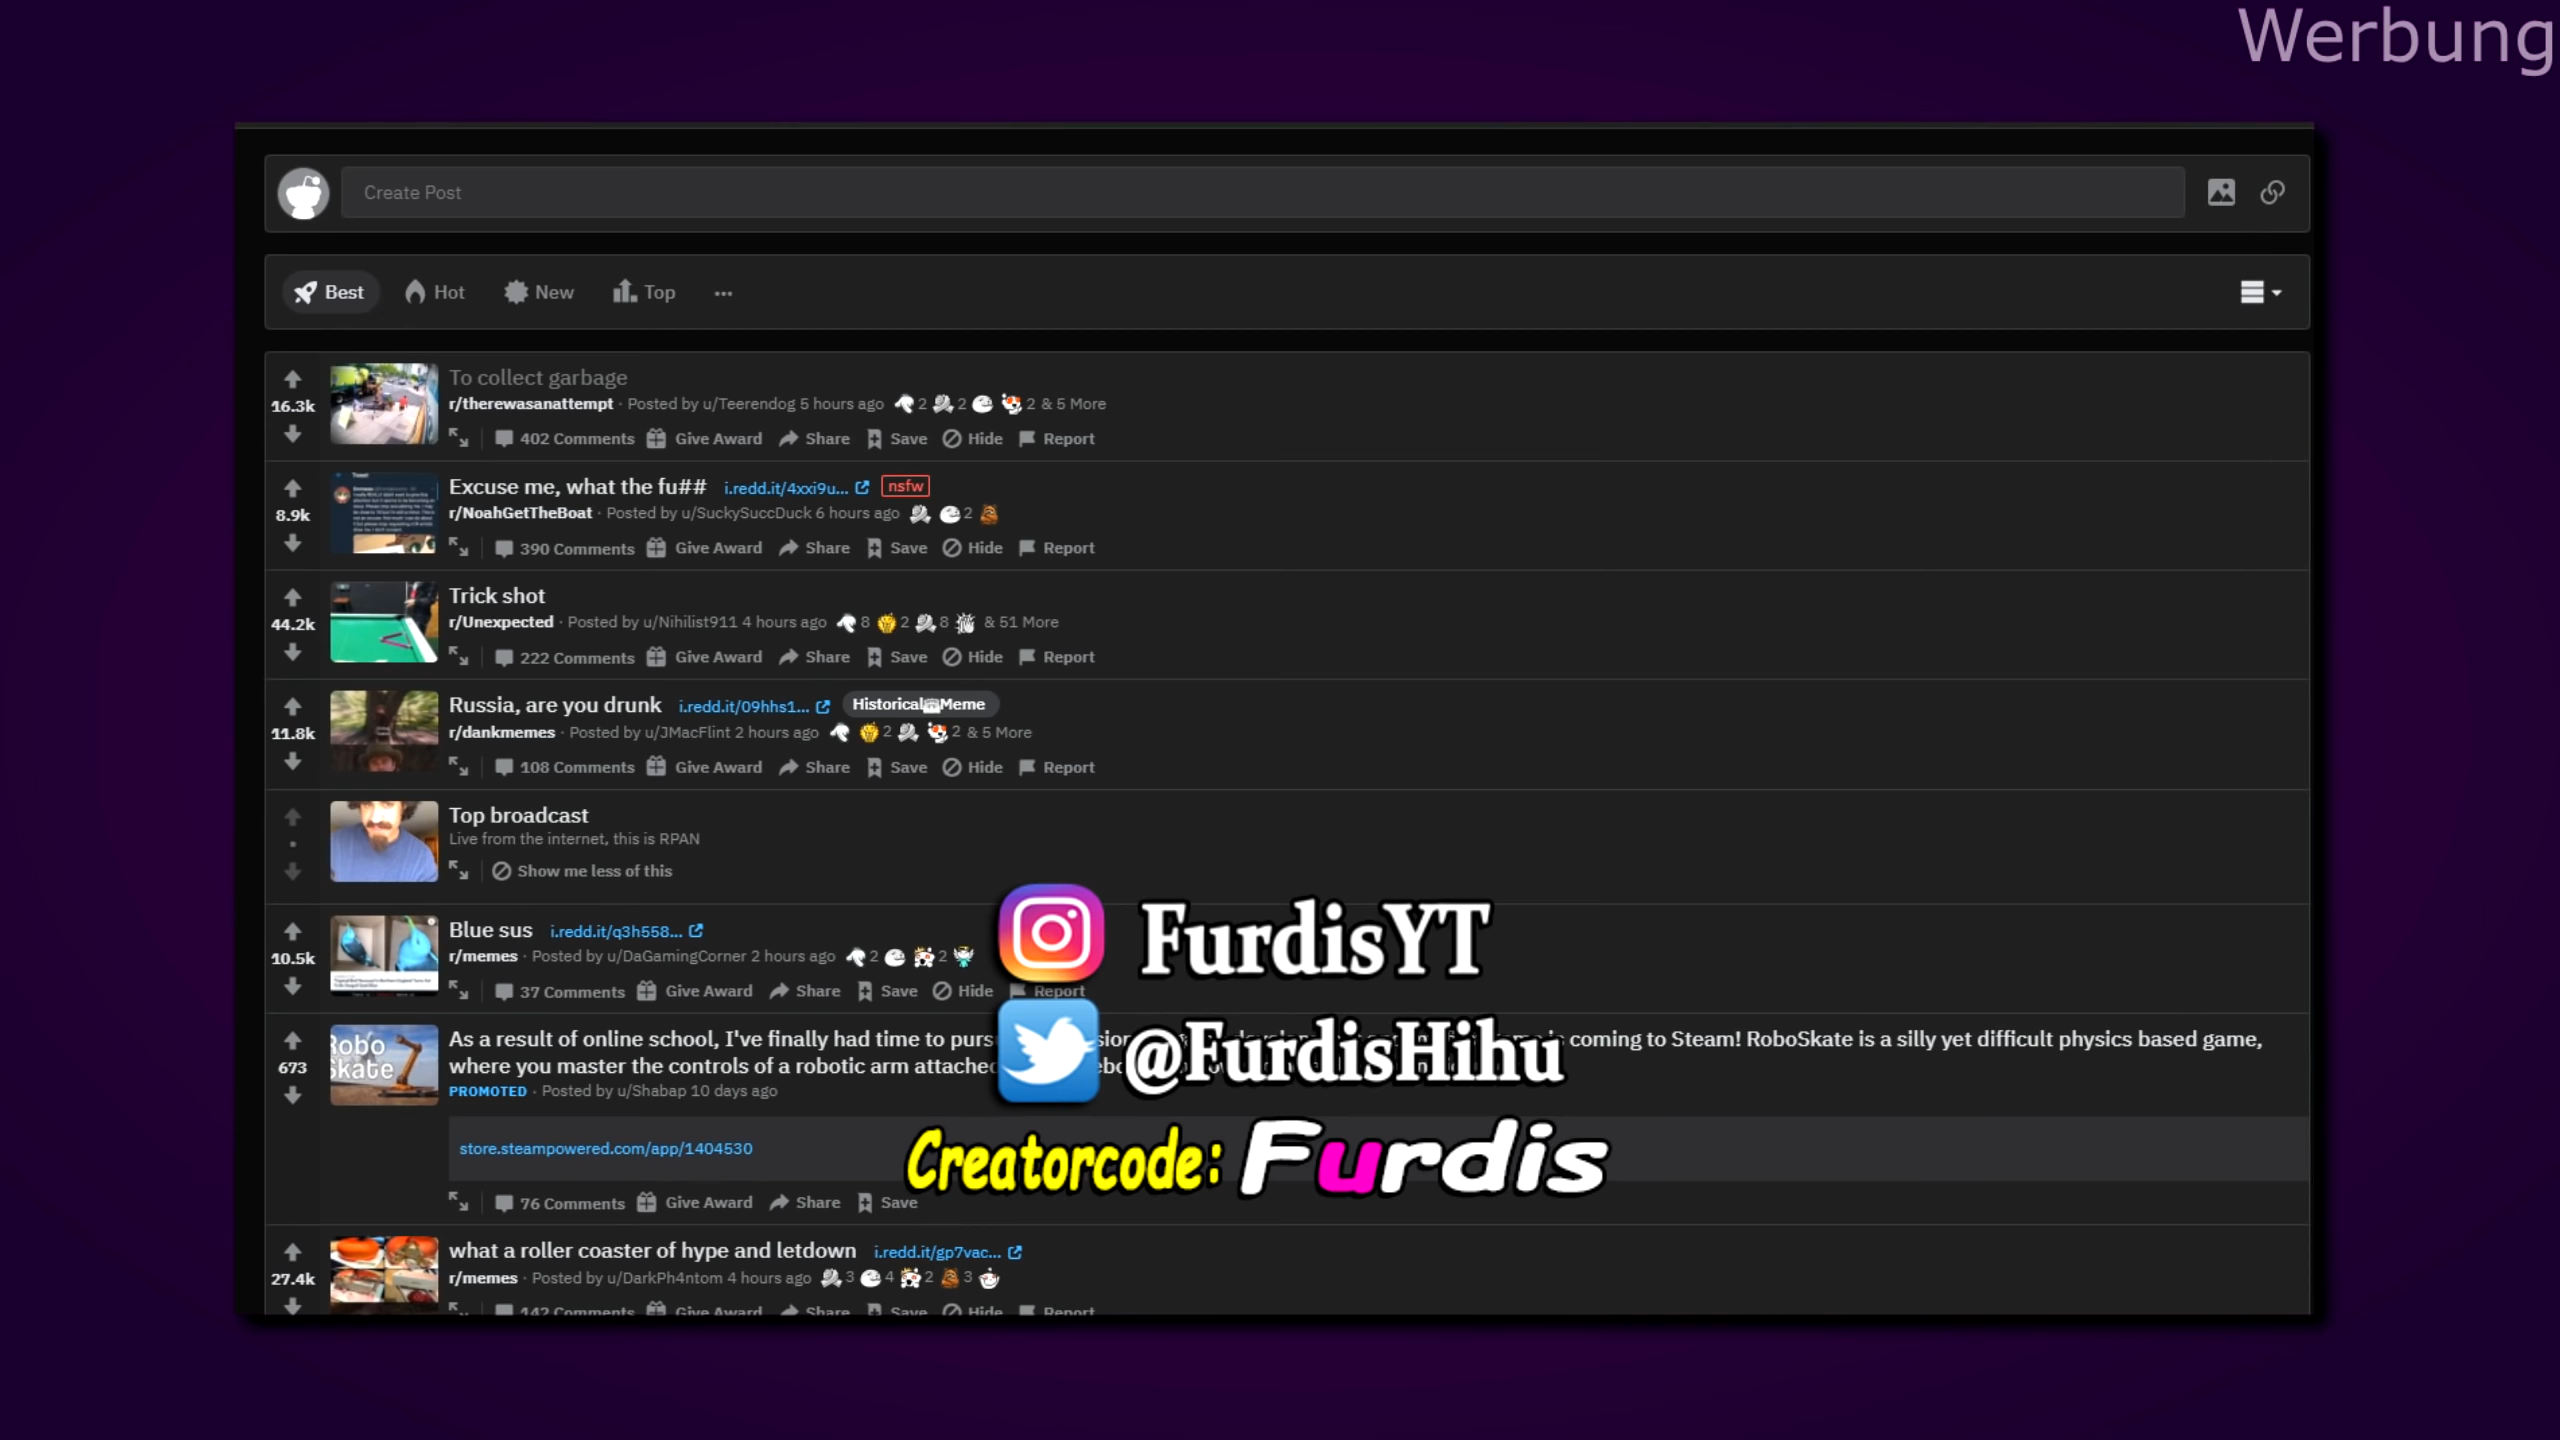 Werbung
Create Post
Best Hot New Top ...
To collect garbage
16.3k r/therewasanattempt · Posted by u/Teerendog 5 hours ago 2 2 2 & 5 More
402 Comments Give Award Share Save Hide Report
Excuse me, what the fu## i.redd.it/4xxi9u... nsfw
8.9k r/NoahGetTheBoat · Posted by u/SuckySuccDuck 6 hours ago 2
390 Comments Give Award Share Save Hide Report
Trick shot
44.2k r/Unexpected · Posted by u/Nihilist911 4 hours ago 8 2 8 & 51 More
222 Comments Give Award Share Save Hide Report
Russia, are you drunk i.redd.it/09hhs1... Historical Meme
11.8k r/dankmemes · Posted by u/JMacFlint 2 hours ago 2 2 & 5 More
108 Comments Give Award Share Save Hide Report
Top broadcast
Live from the internet, this is RPAN
Show me less of this
Blue sus i.redd.it/q3h558...
10.5k r/memes · Posted by u/DaGamingCorner 2 hours ago 2 2
37 Comments Give Award Share Save Hide Report
FurdisYT
As a result of online school, I've finally had time to coming to Steam! RoboSkate is a silly yet difficult physics based game,
673 where you master the controls of a robotic arm
Robo Skate
PROMOTED · Posted by u/Shabap 10 days ago
@FurdisHihu
store.steampowered.com/app/1404530
Creatorcode: Furdis
76 Comments Give Award Share Save
what a roller coaster of hype and letdown i.redd.it/gp7vac...
27.4k r/memes · Posted by u/DarkPh4ntom 4 hours ago 3 4 2 3
142 Comments Give Award Share Save Hide Report